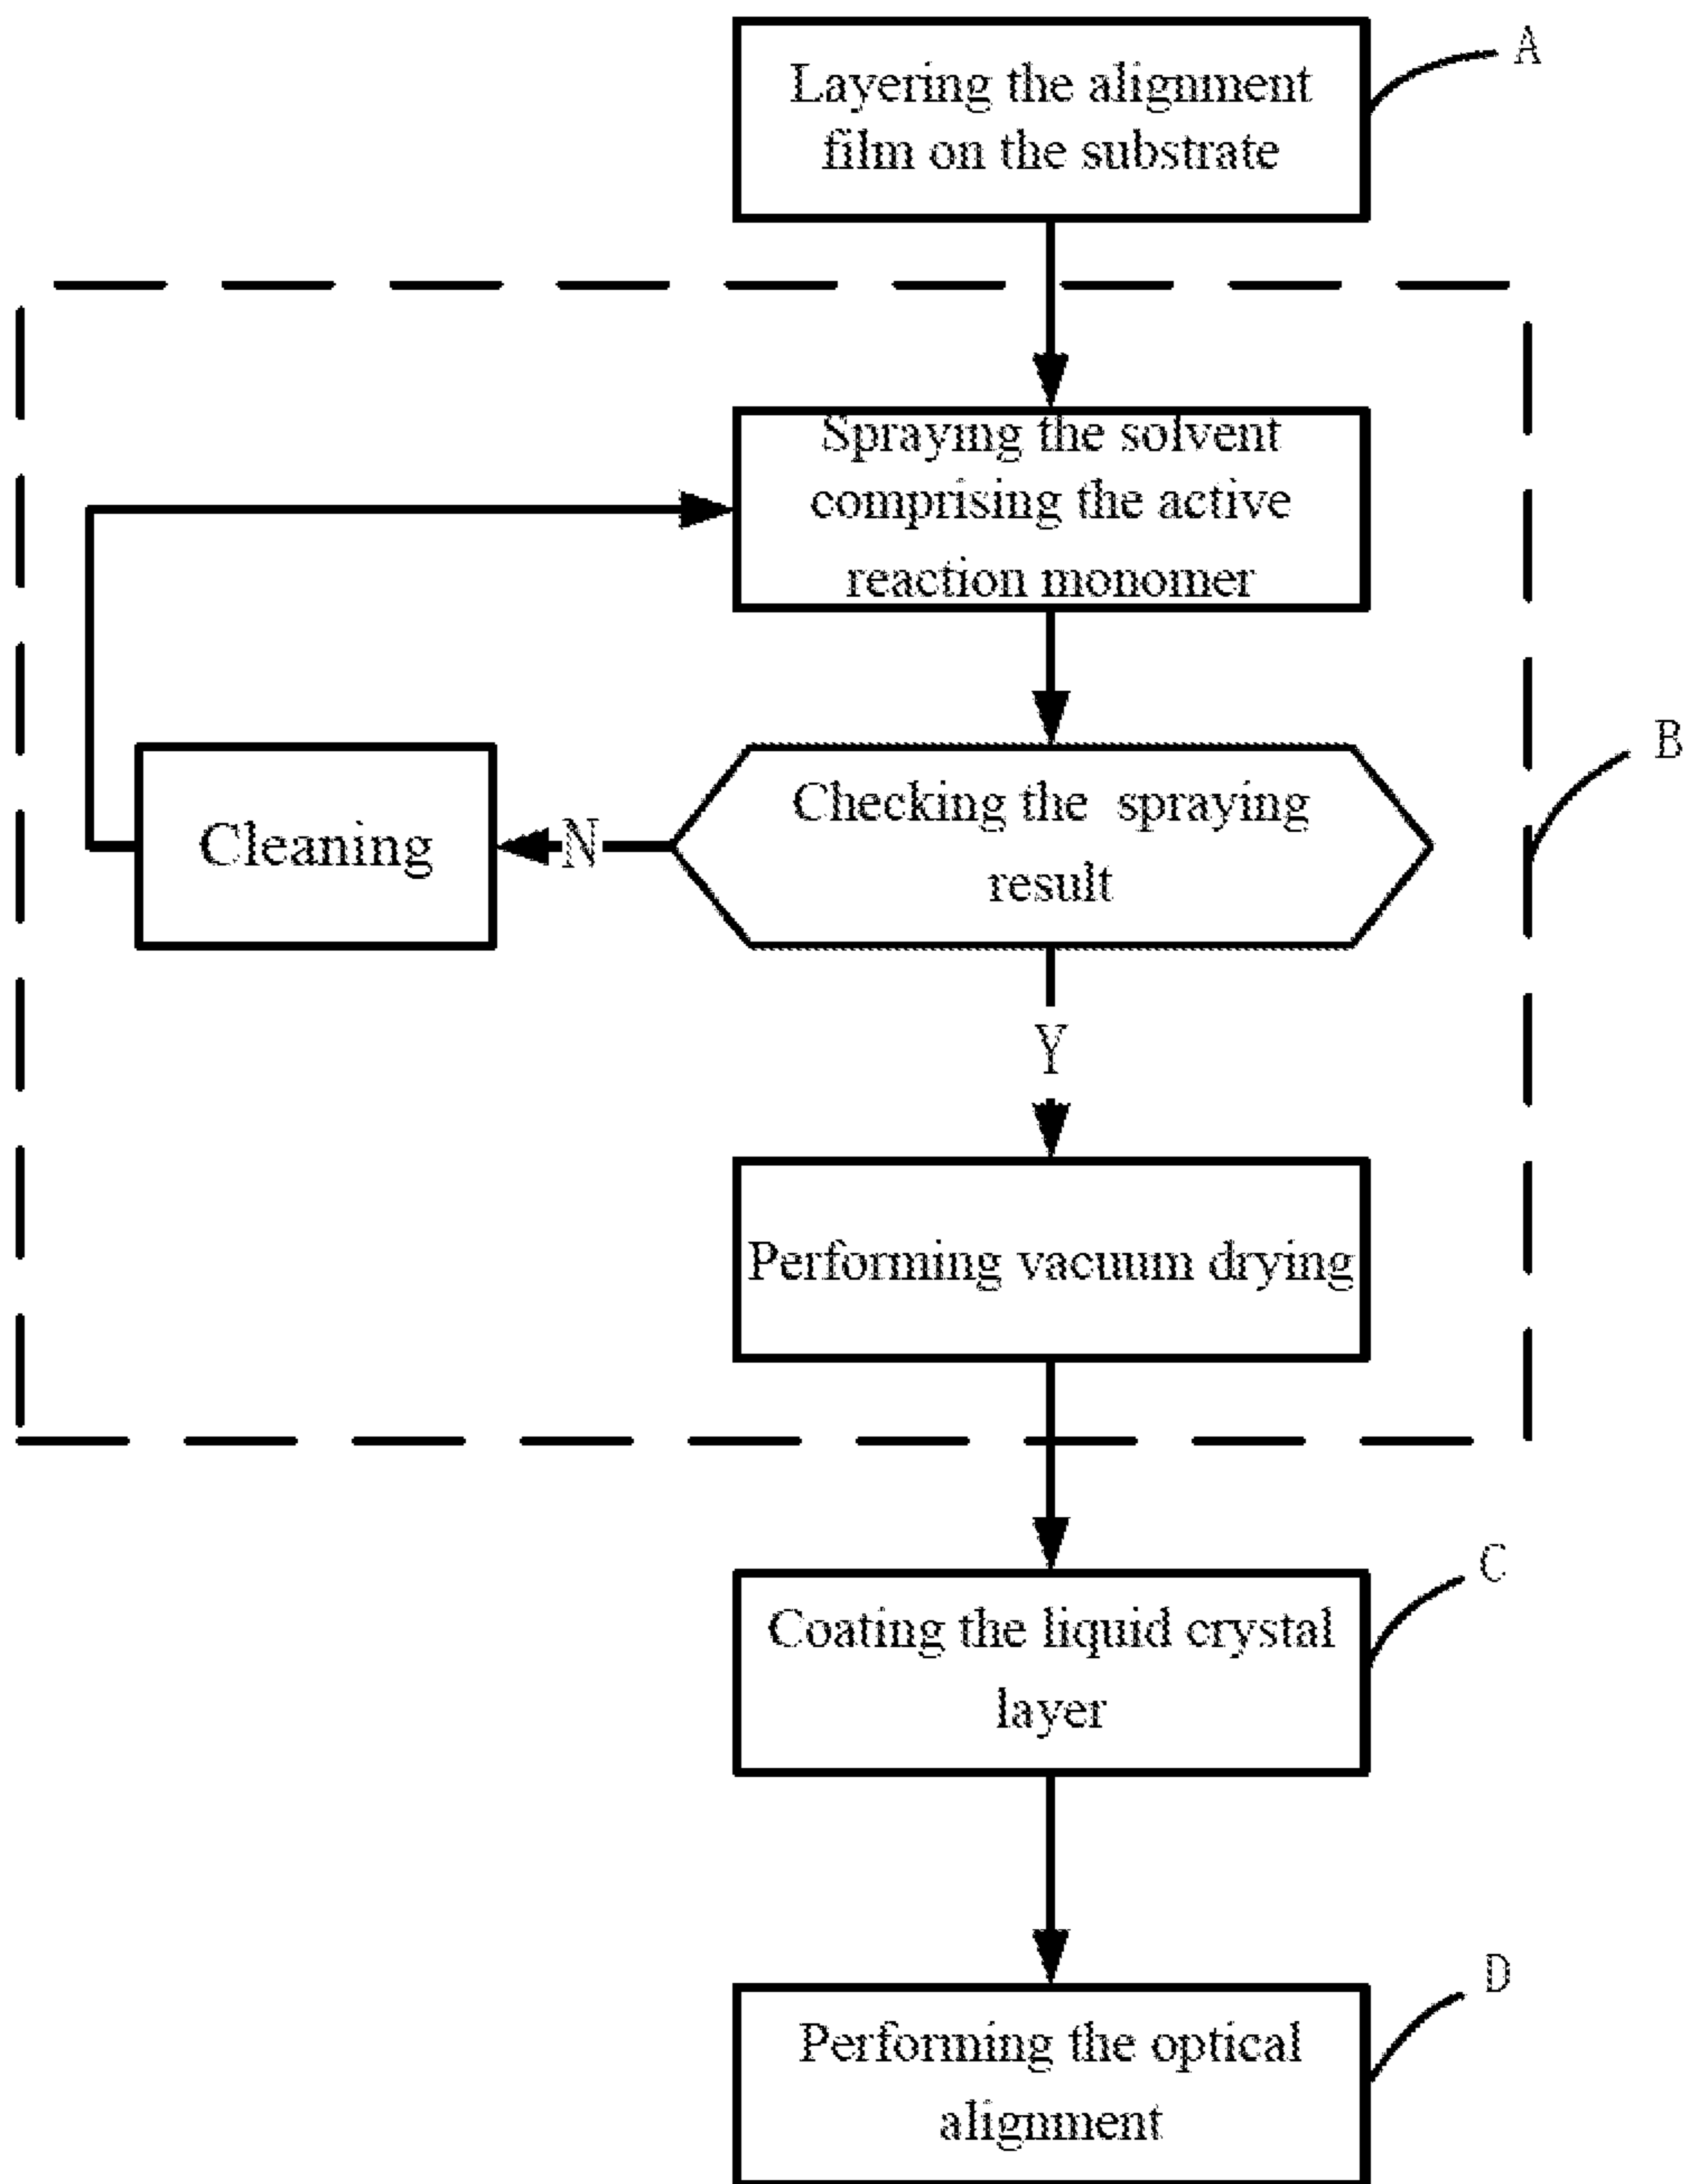 Layering the alignment
film on the substrate
A
Spraying the solvent
comprising the active
reaction monomer
B
Checking the spraying
result
N
Cleaning
Y
Performing vacuum drying
C
Coating the liquid crystal
layer
D
Performing the optical
alignment